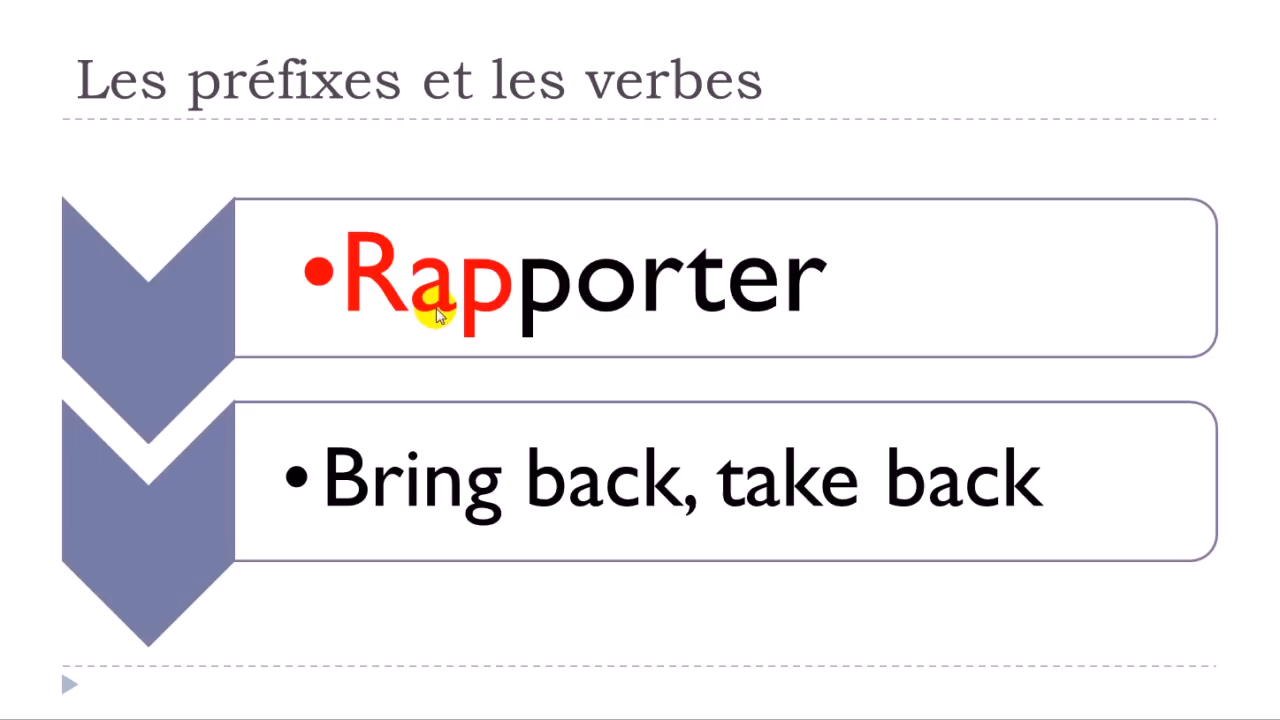 Les préfixes et les verbes
•Rapporter
•Bring back, take back